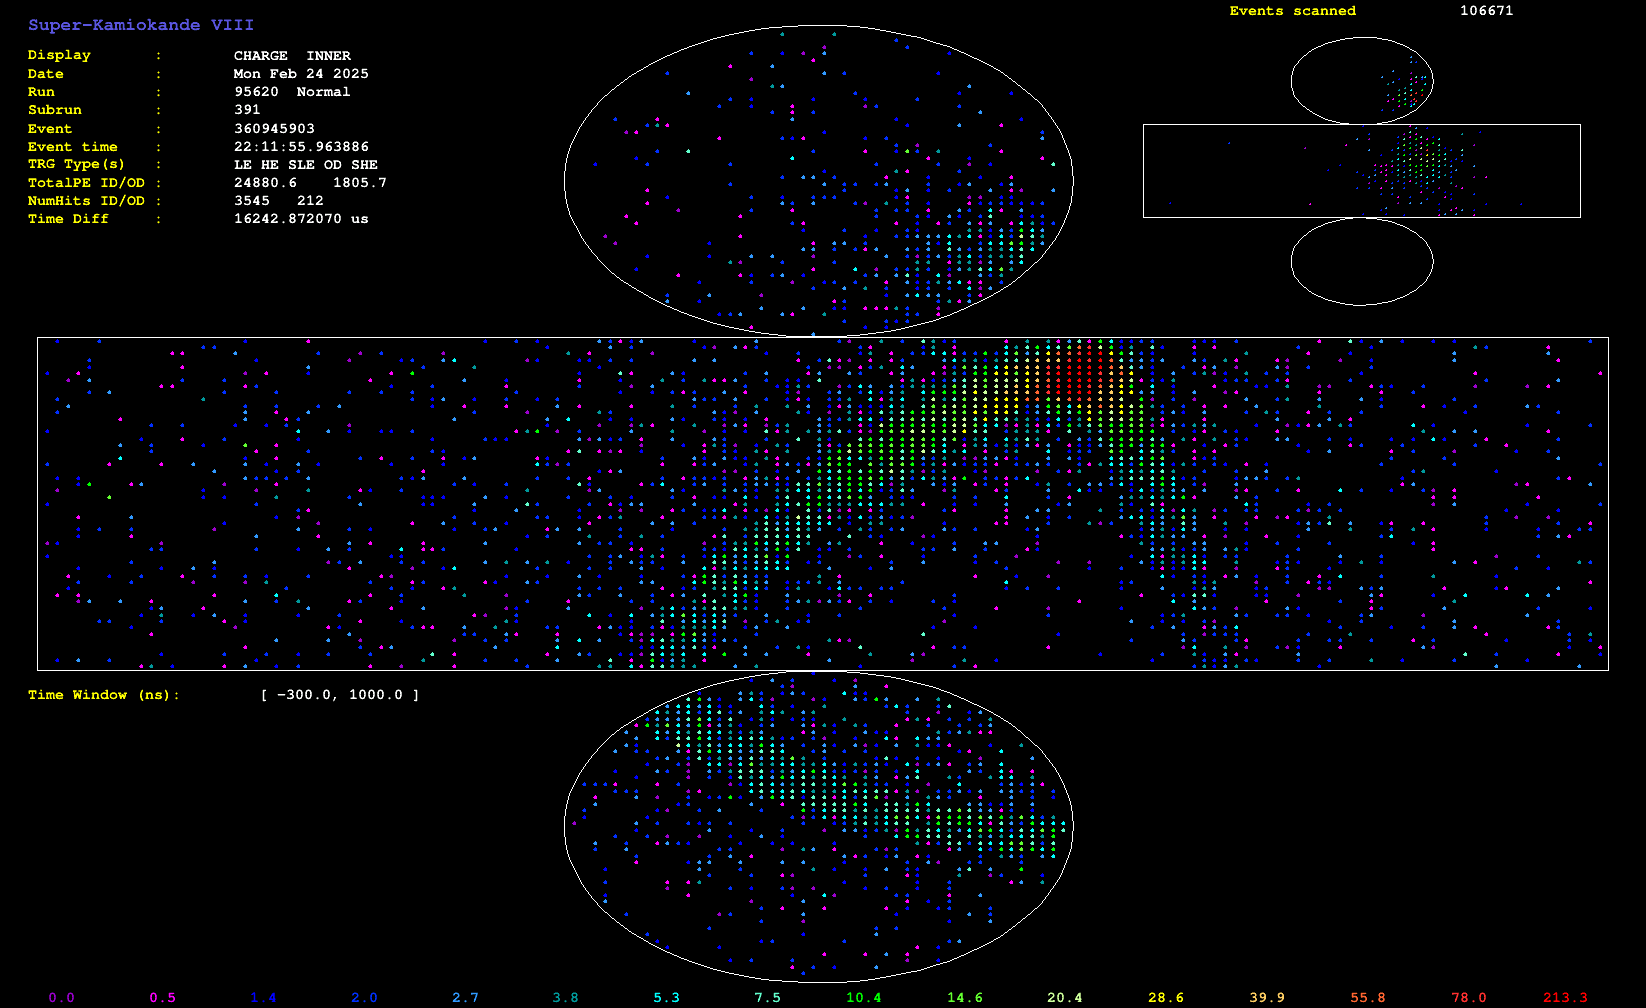 Super-Kamiokande VIII
Display : CHARGE INNER
Date : Mon Feb 24 2025
Run : 95620 Normal
Subrun : 391
Event : 360945903
Event time : 22:11:55.963886
TRG Type(s) : LE HE SLE OD SHE
TotalPE ID/OD : 24880.6 1805.7
NumHits ID/OD : 3545 212
Time Diff : 16242.872070 us
Events scanned 106671
Time Window (ns): [ -300.0, 1000.0 ]
0.0 0.5 1.4 2.0 2.7 3.8 5.3 7.5 10.4 14.6 20.4 28.6 39.9 55.8 78.0 213.3